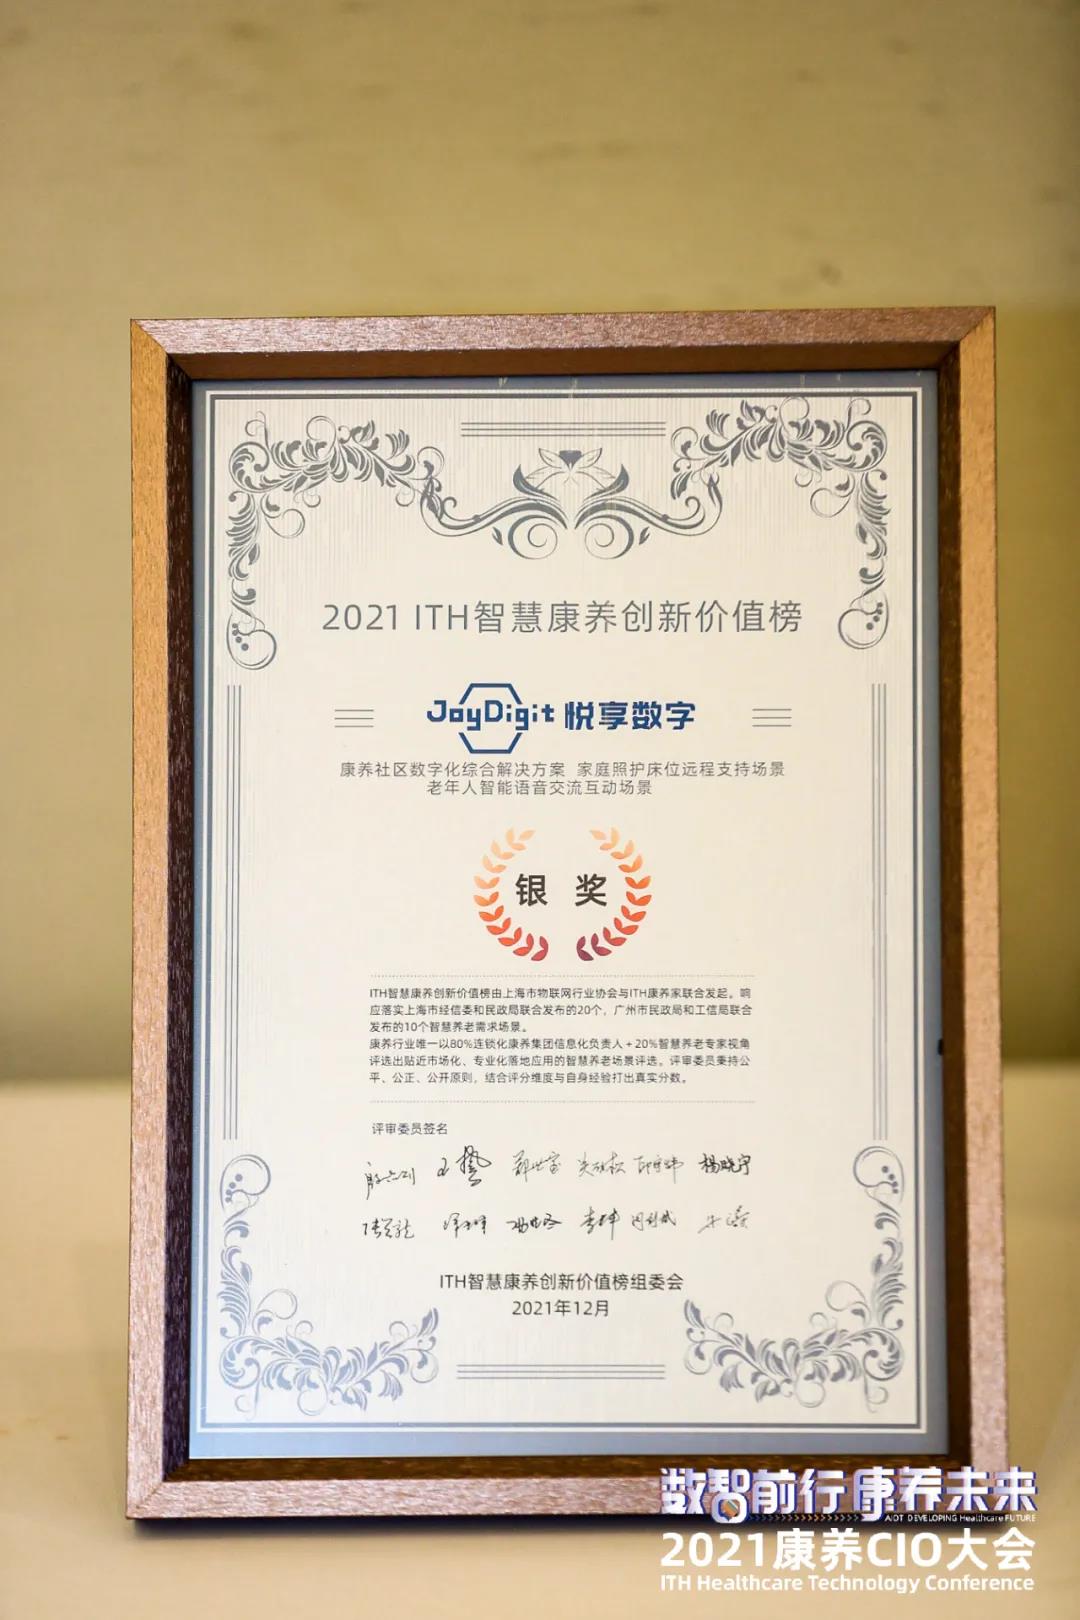 2021 ITH智慧康养创新价值榜
JoyDigit 悦享数字
康养社区数字化综合解决方案 家庭照护床位远程支持场景
老年人智能语音交流互动场景
银 奖
ITH智慧康养创新价值榜由上海市物联网行业协会与ITH康养家联合发起。响
应落实上海市经信委和民政局联合发布的20个，广州市民政局和工信局联合
发布的10个智慧养老需求场景。
康养行业唯一以80%连锁化康养集团信息化负责人+20%智慧养老专家视角
评选出贴近市场化、专业化落地应用的智慧养老场景评选。评审委员秉持公
平、公正、公开原则，结合评分维度与自身经验打出真实分数。
评审委员签名
ITH智慧康养创新价值榜组委会
2021年12月
数智前行 康养未来
AIOT DEVELOPING Healthcare FUTURE
2021康养CIO大会
ITH Healthcare Technology Conference